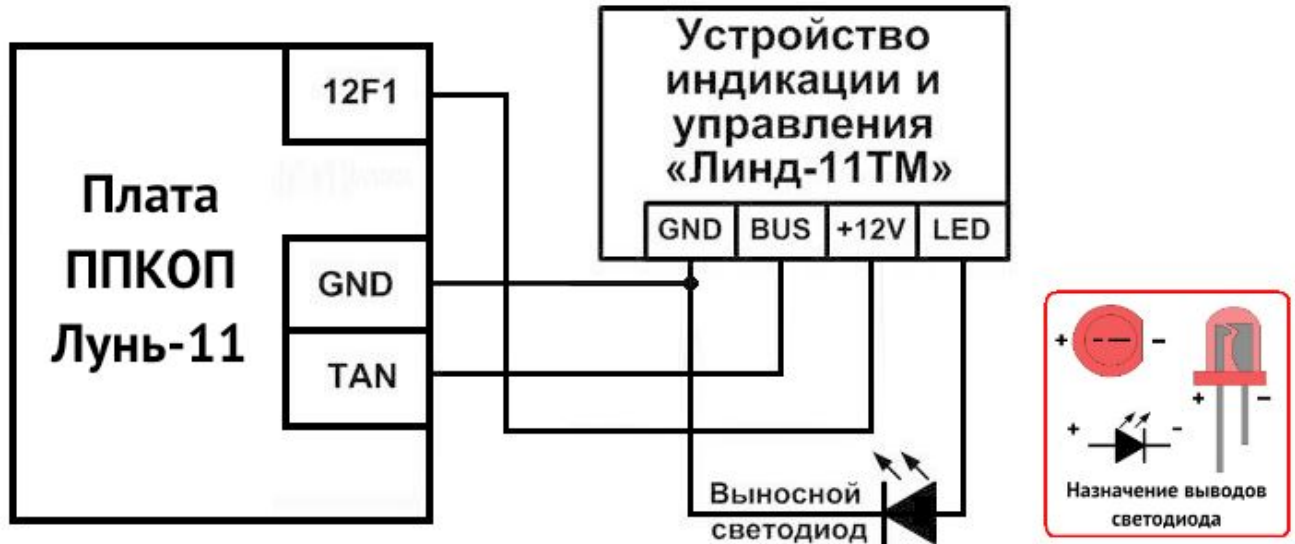 Плата
ППКОП
Лунь-11
12F1
GND
TAN
Устройство
индикации и
управления
«Линд-11ТМ»
GND BUS +12V LED
Выносной
светодиод
+ -
+ -
+ -
Назначение выводов
светодиода